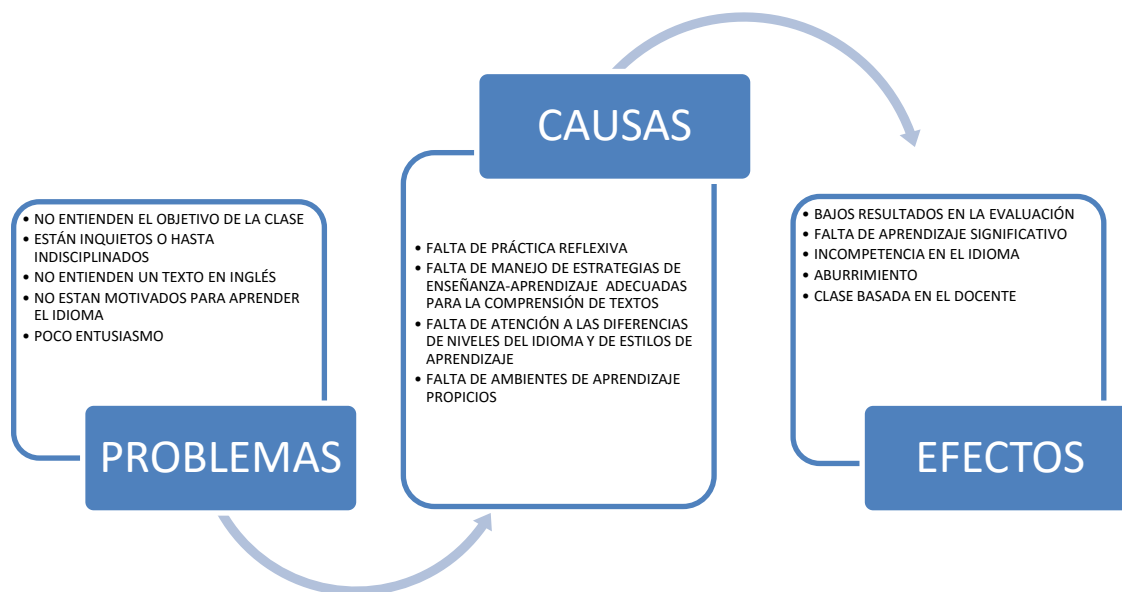 • NO ENTIENDEN EL OBJETIVO DE LA CLASE
• ESTÁN INQUIETOS O HASTA
INDISCIPLINADOS
• NO ENTIENDEN UN TEXTO EN INGLÉS
• NO ESTAN MOTIVADOS PARA APRENDER
EL IDIOMA
• POCO ENTUSIASMO
PROBLEMAS
CAUSAS
• FALTA DE PRÁCTICA REFLEXIVA
• FALTA DE MANEJO DE ESTRATEGIAS DE
ENSEÑANZA-APRENDIZAJE ADECUADAS
PARA LA COMPRENSIÓN DE TEXTOS
• FALTA DE ATENCIÓN A LAS DIFERENCIAS
DE NIVELES DEL IDIOMA Y DE ESTILOS DE
APRENDIZAJE
• FALTA DE AMBIENTES DE APRENDIZAJE
PROPICIOS
• BAJOS RESULTADOS EN LA EVALUACIÓN
• FALTA DE APRENDIZAJE SIGNIFICATIVO
• INCOMPETENCIA EN EL IDIOMA
• ABURRIMIENTO
• CLASE BASADA EN EL DOCENTE
EFECTOS